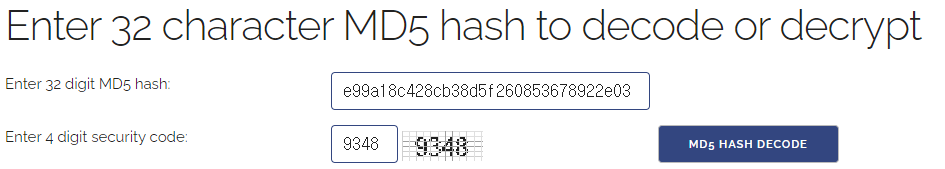 Enter 32 character MD5 hash to decode or decrypt
Enter 32 digit MD5 hash: e99a18c428cb38d5f260853678922e03
Enter 4 digit security code: 9348 9348 MD5 HASH DECODE